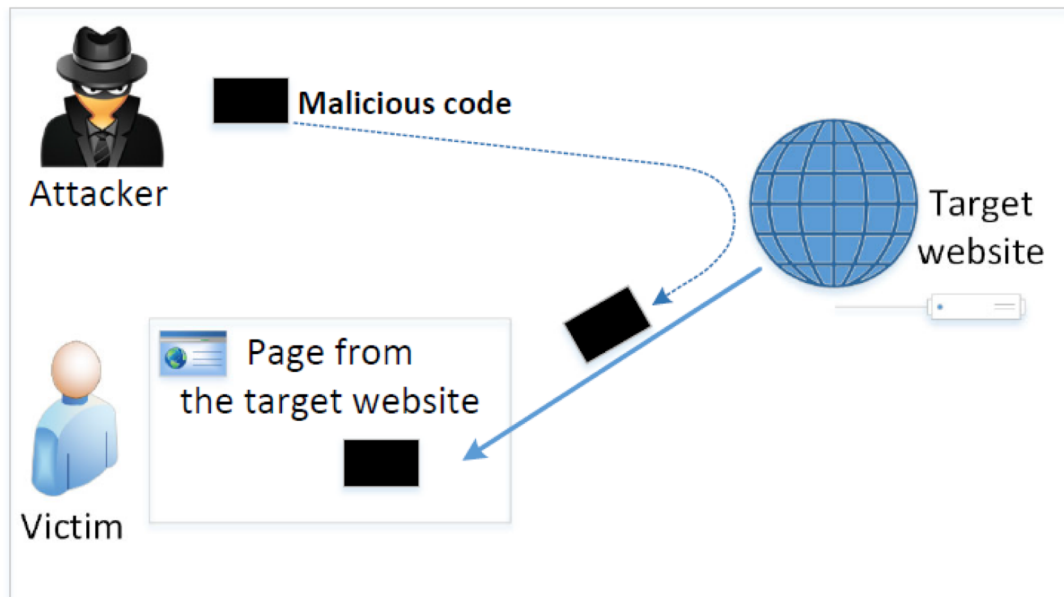 Malicious code
Attacker
Target
website
Page from
the target website
Victim